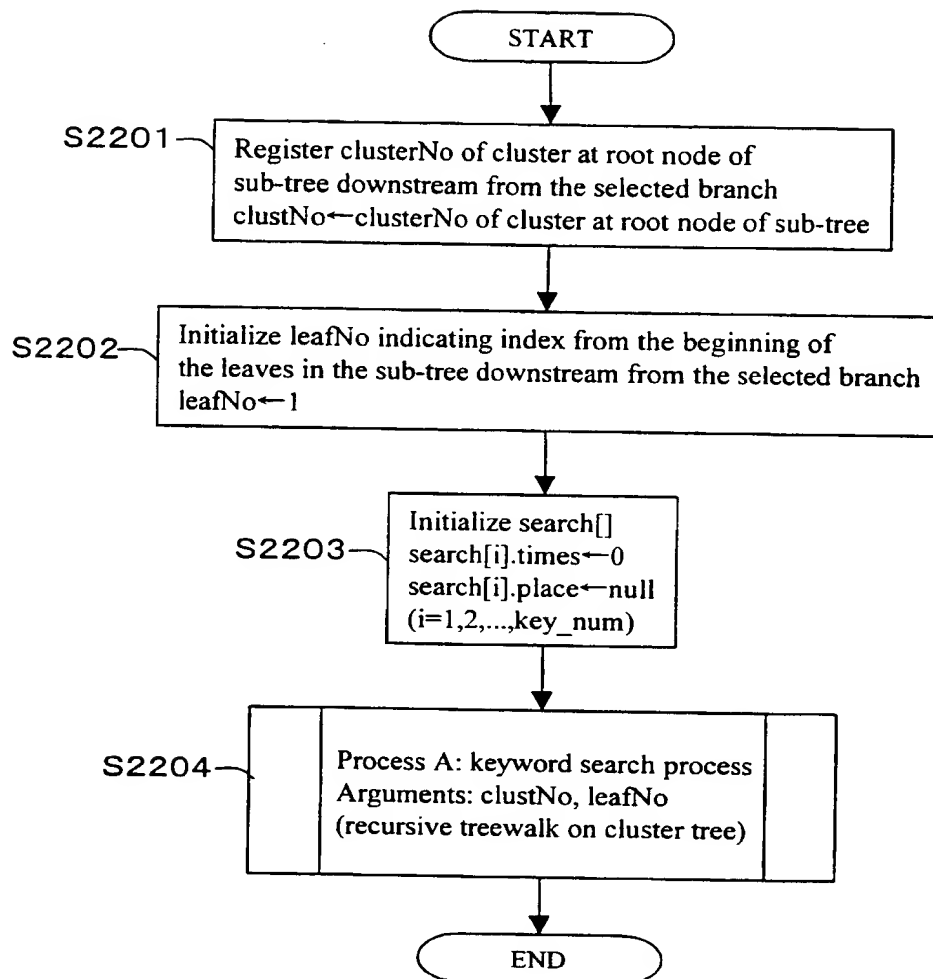 START
S2201
Register clusterNo of cluster at root node of
sub-tree downstream from the selected branch
clustNo←clusterNo of cluster at root node of sub-tree
S2202
Initialize leafNo indicating index from the beginning of
the leaves in the sub-tree downstream from the selected branch
leafNo←1
S2203
Initialize search[]
search[i].times←0
search[i].place←null
(i=1,2,...,key_num)
S2204
Process A: keyword search process
Arguments: clustNo, leafNo
(recursive treewalk on cluster tree)
END